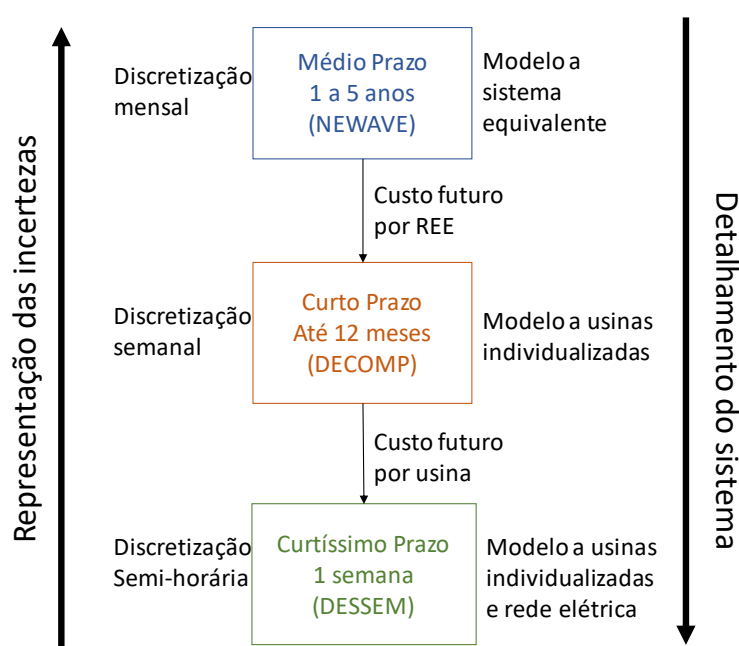 Representação das incertezas
Discretização
mensal
Médio Prazo
1 a 5 anos
(NEWAVE)
Modelo a
sistema
equivalente
Custo futuro
por REE
Discretização
semanal
Curto Prazo
Até 12 meses
(DECOMP)
Modelo a usinas
individualizadas
Custo futuro
por usina
Discretização
Semi-horária
Curtíssimo Prazo
1 semana
(DESSEM)
Modelo a usinas
individualizadas
e rede elétrica
Detalhamento do sistema